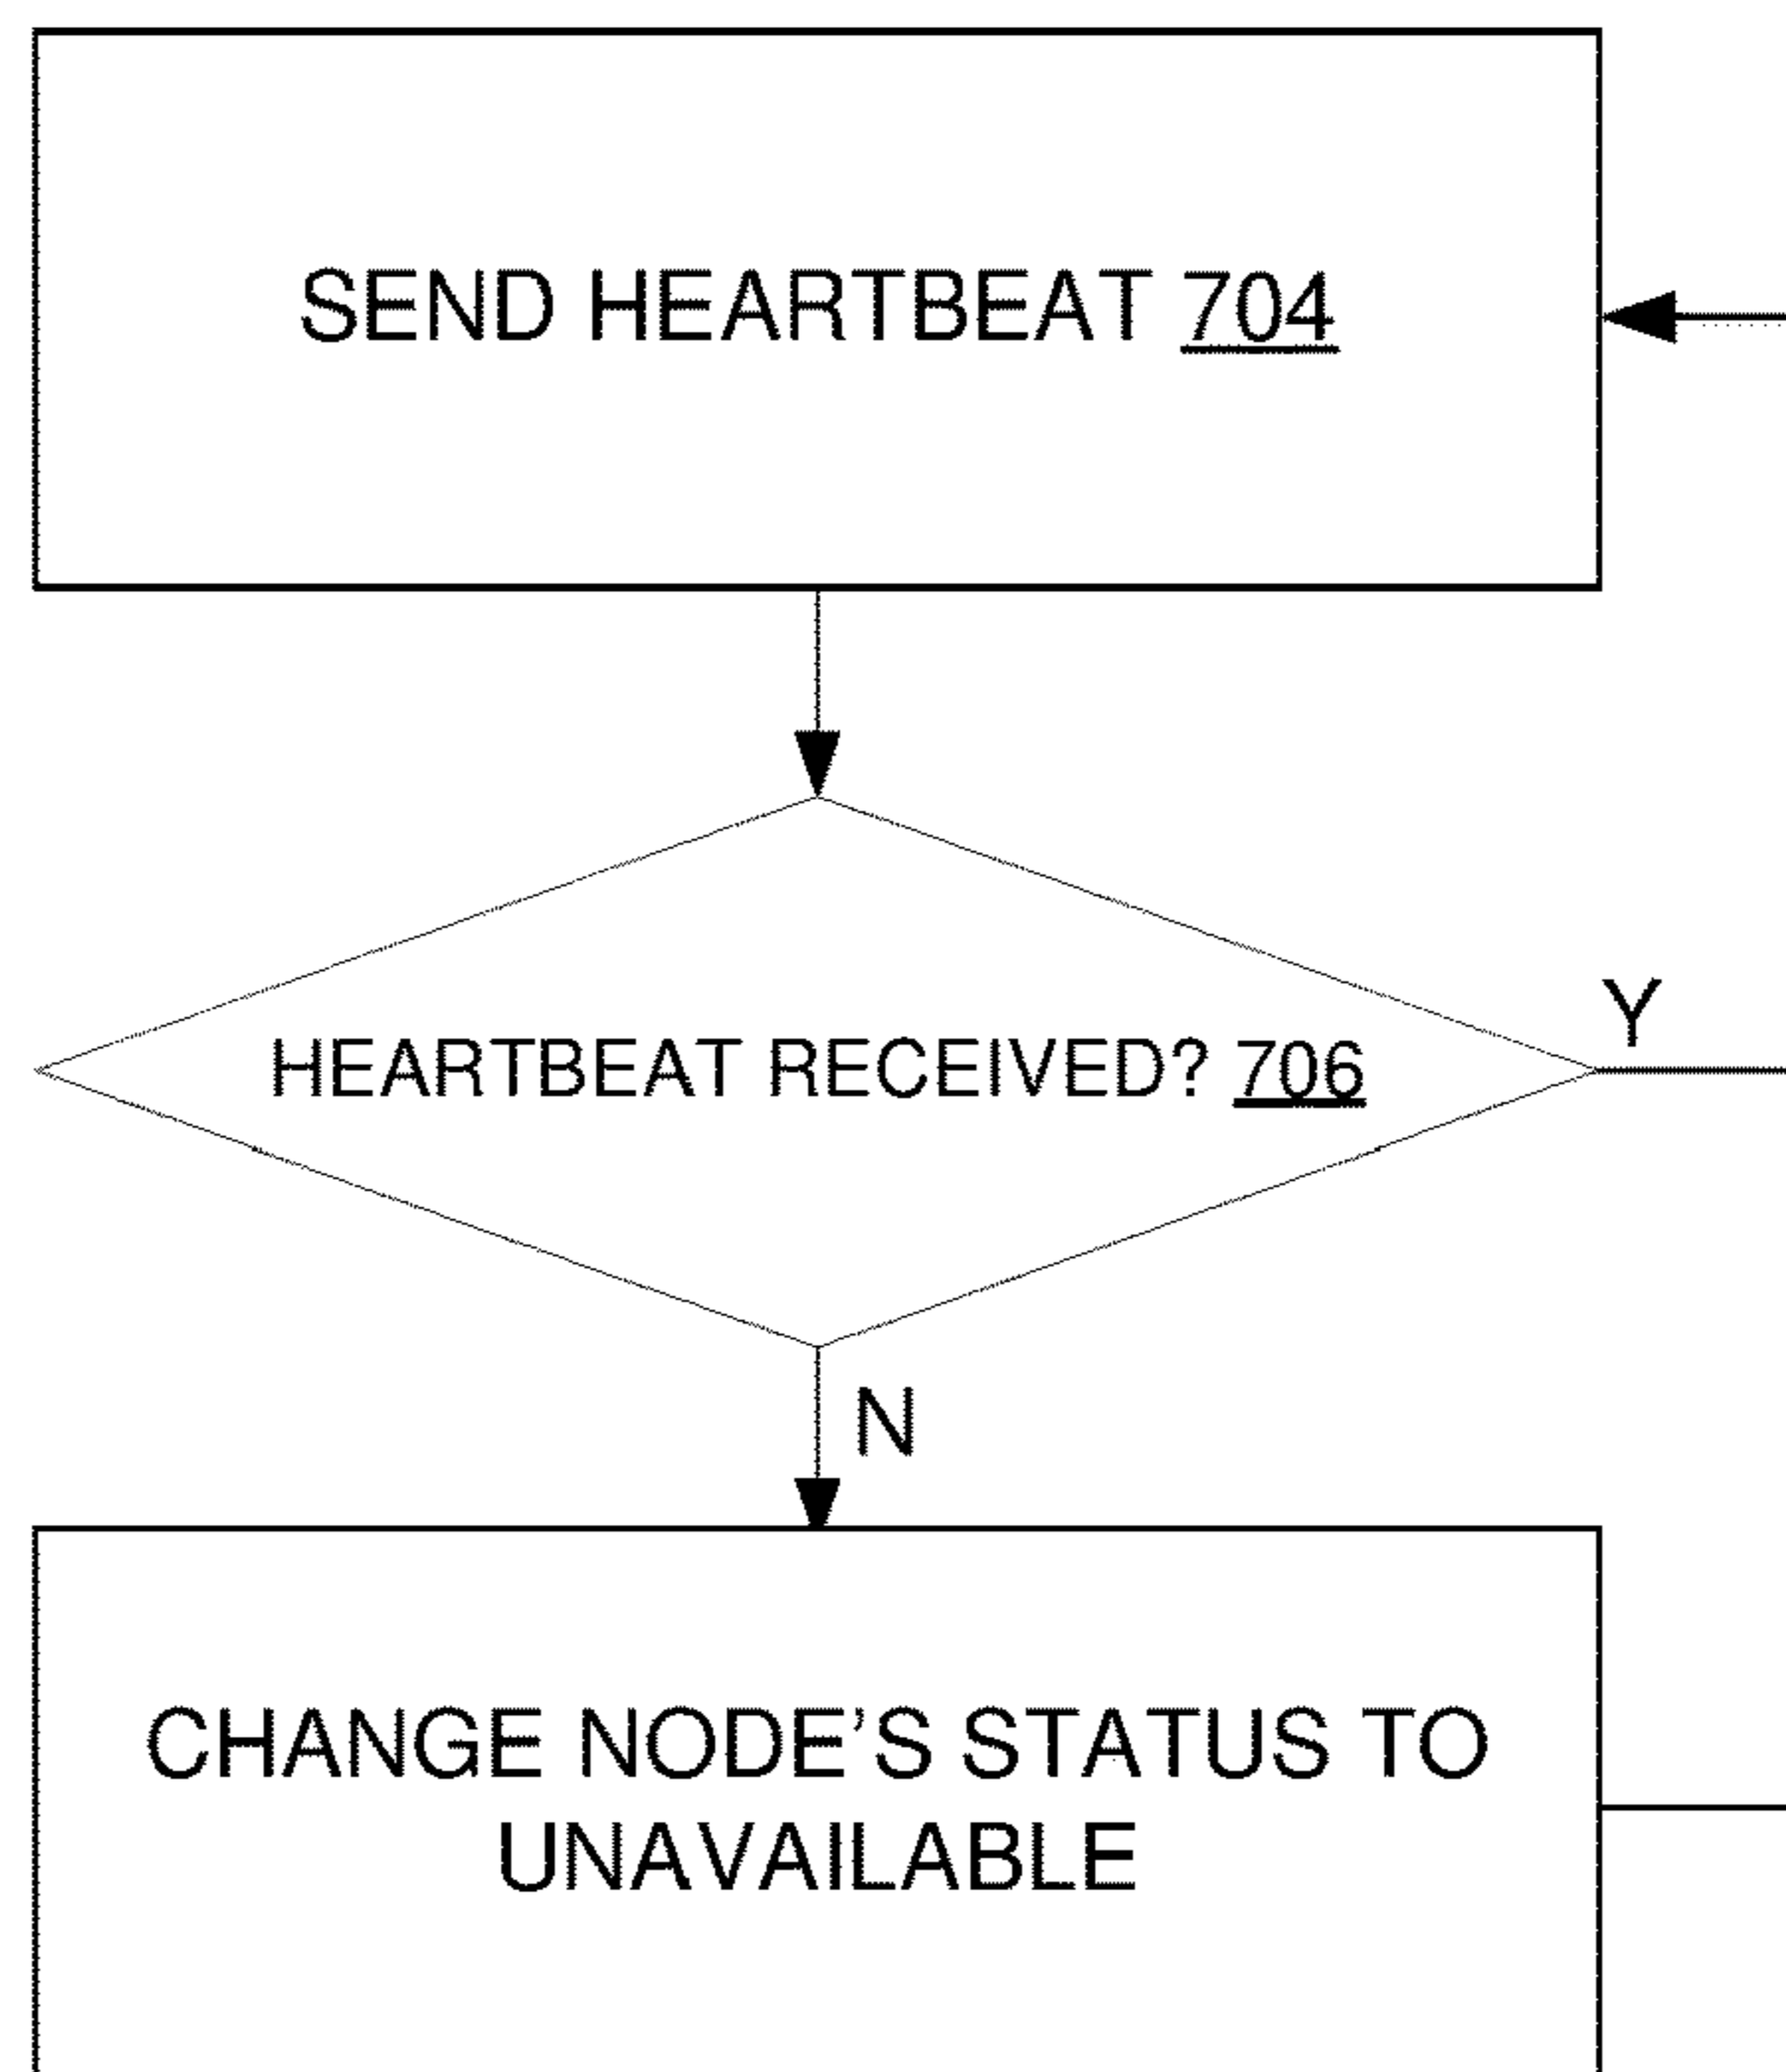 SEND HEARTBEAT 704
HEARTBEAT RECEIVED? 706
Y
N
CHANGE NODE’S STATUS TO
UNAVAILABLE